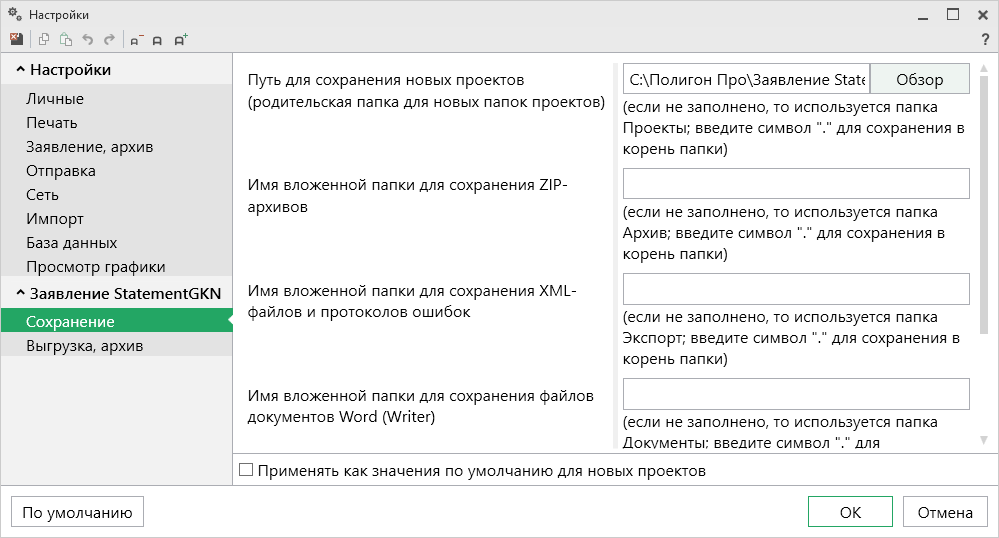 Настройки
?
Настройки
Личные
Печать
Заявление, архив
Отправка
Сеть
Импорт
База данных
Просмотр графики
Заявление StatementGKN
Сохранение
Выгрузка, архив
Путь для сохранения новых проектов
(родительская папка для новых папок проектов)
C:\Полигон Про\Заявление State
Обзор
(если не заполнено, то используется папка
Проекты; введите символ "." для сохранения в
корень папки)
Имя вложенной папки для сохранения ZIP-
архивов
(если не заполнено, то используется папка
Архив; введите символ "." для сохранения в
корень папки)
Имя вложенной папки для сохранения XML-
файлов и протоколов ошибок
(если не заполнено, то используется папка
Экспорт; введите символ "." для сохранения в
корень папки)
Имя вложенной папки для сохранения файлов
документов Word (Writer)
(если не заполнено, то используется папка
Документы; введите символ "." для
Применять как значения по умолчанию для новых проектов
По умолчанию
ОК
Отмена